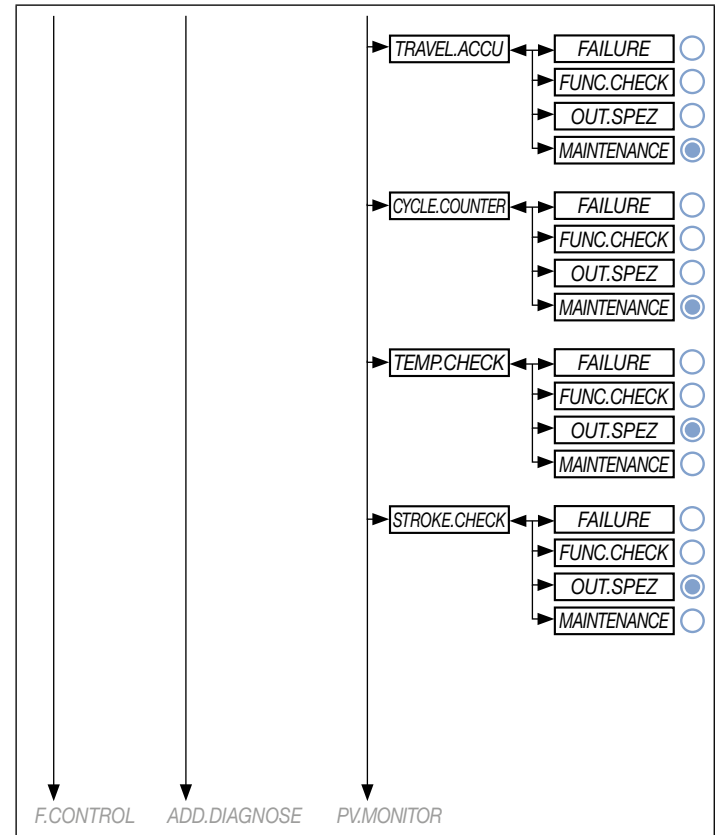 TRAVEL.ACCU FAILURE
FUNC.CHECK
OUT.SPEZ
MAINTENANCE
CYCLE.COUNTER FAILURE
FUNC.CHECK
OUT.SPEZ
MAINTENANCE
TEMP.CHECK FAILURE
FUNC.CHECK
OUT.SPEZ
MAINTENANCE
STROKE.CHECK FAILURE
FUNC.CHECK
OUT.SPEZ
MAINTENANCE
F.CONTROL ADD.DIAGNOSE PV.MONITOR